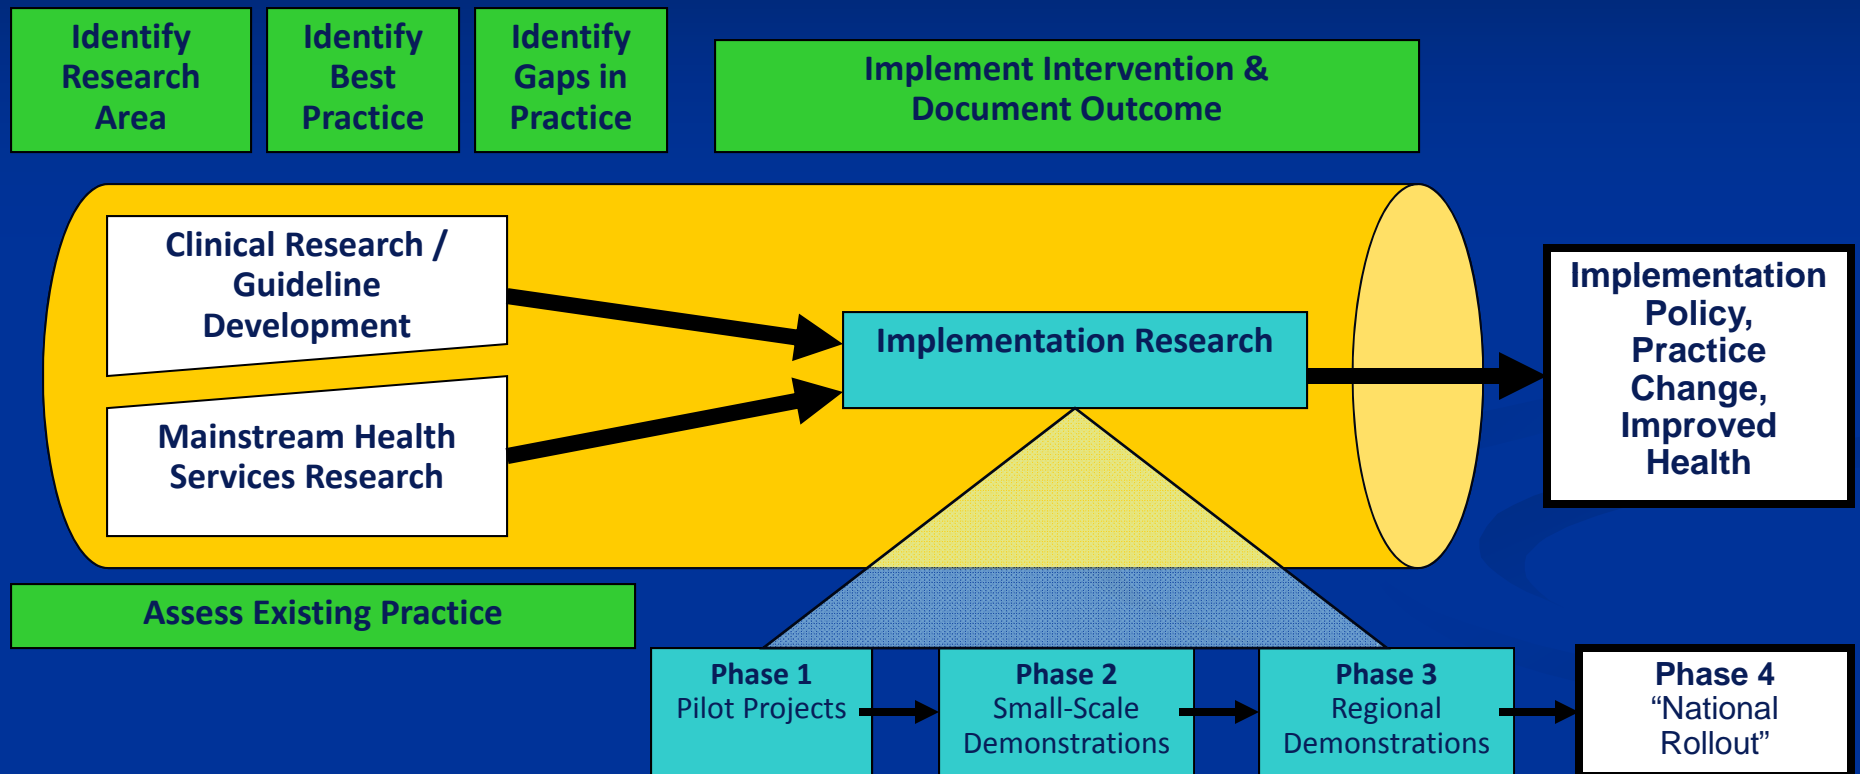 Identify
Research
Area
Identify
Best
Practice
Identify
Gaps in
Practice
Implement Intervention &
Document Outcome
Clinical Research /
Guideline
Development
Mainstream Health
Services Research
Implementation Research
Implementation
Policy,
Practice
Change,
Improved
Health
Assess Existing Practice
Phase 1
Pilot Projects
Phase 2
Small-Scale
Demonstrations
Phase 3
Regional
Demonstrations
Phase 4
“National
Rollout”